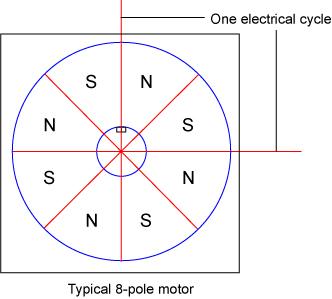 One electrical cycle
S N
N S
S N
N S
Typical 8-pole motor